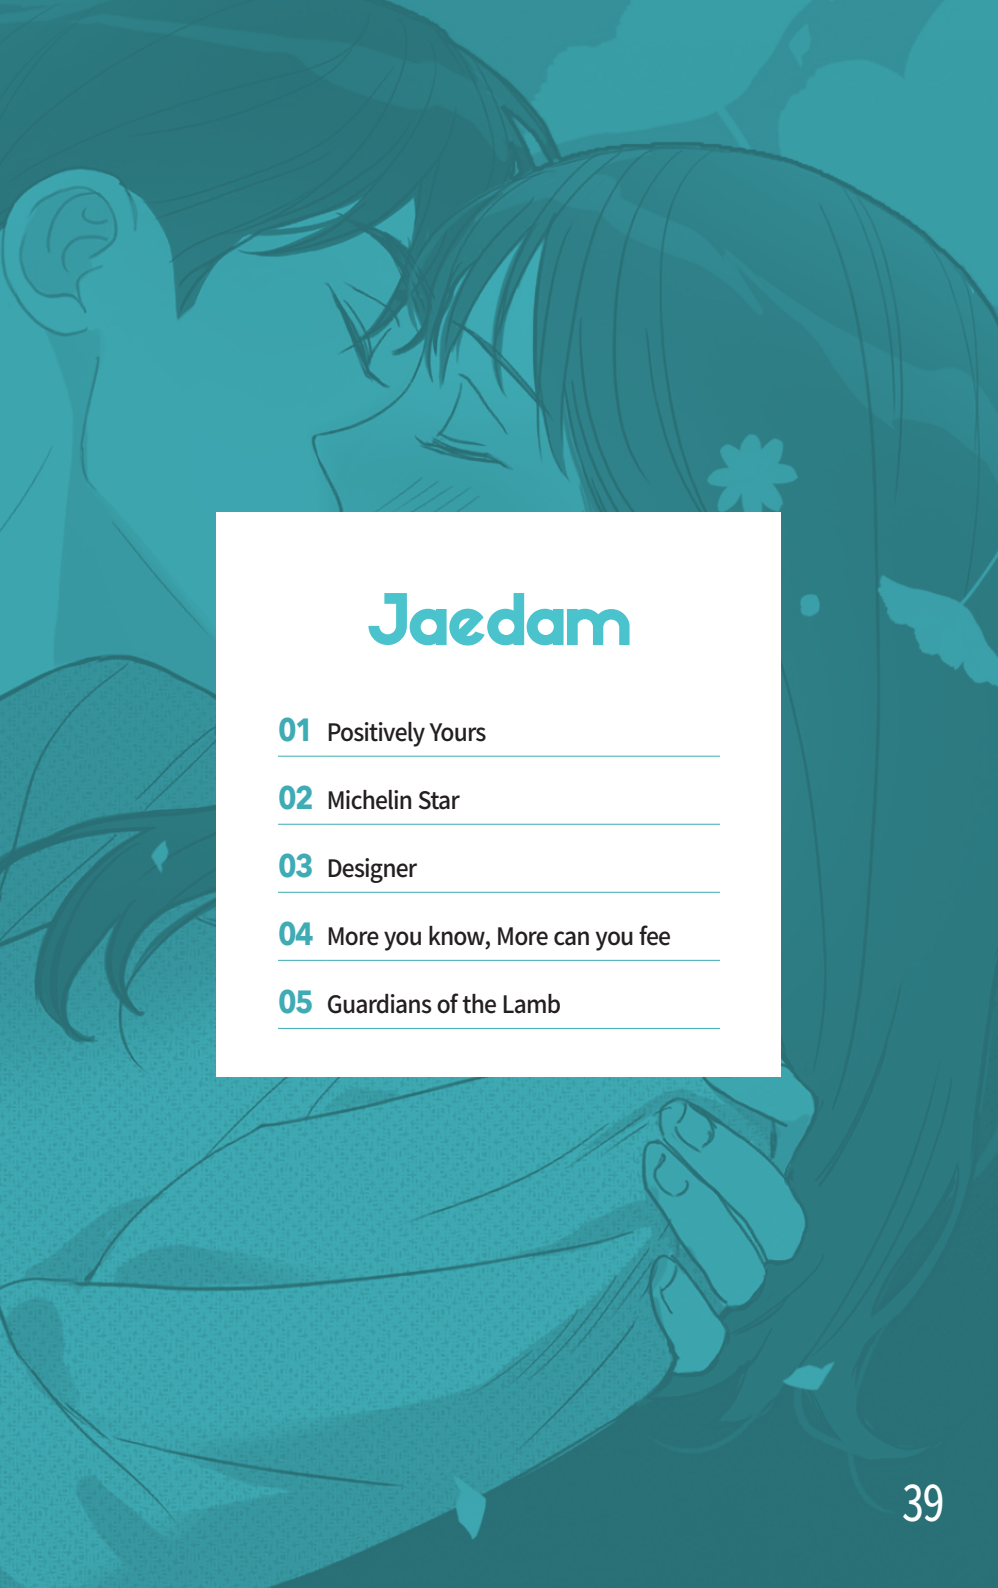 Jaedam
01 Positively Yours
02 Michelin Star
03 Designer
04 More you know, More can you fee
05 Guardians of the Lamb
39